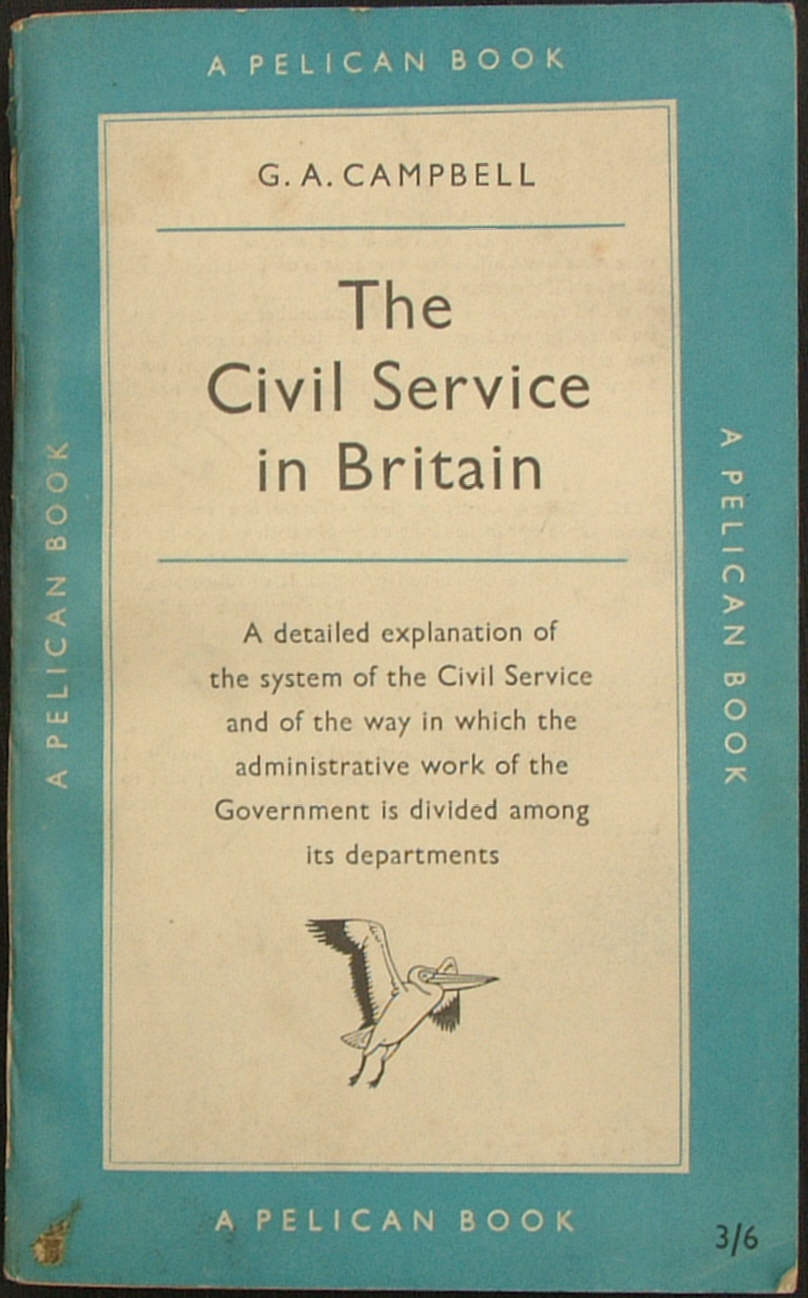 A PELICAN BOOK
G. A. CAMPBELL
The
Civil Service
in Britain
A detailed explanation of
the system of the Civil Service
and of the way in which the
administrative work of the
Government is divided among
its departments
A PELICAN BOOK
A PELICAN BOOK
A PELICAN BOOK
3/6